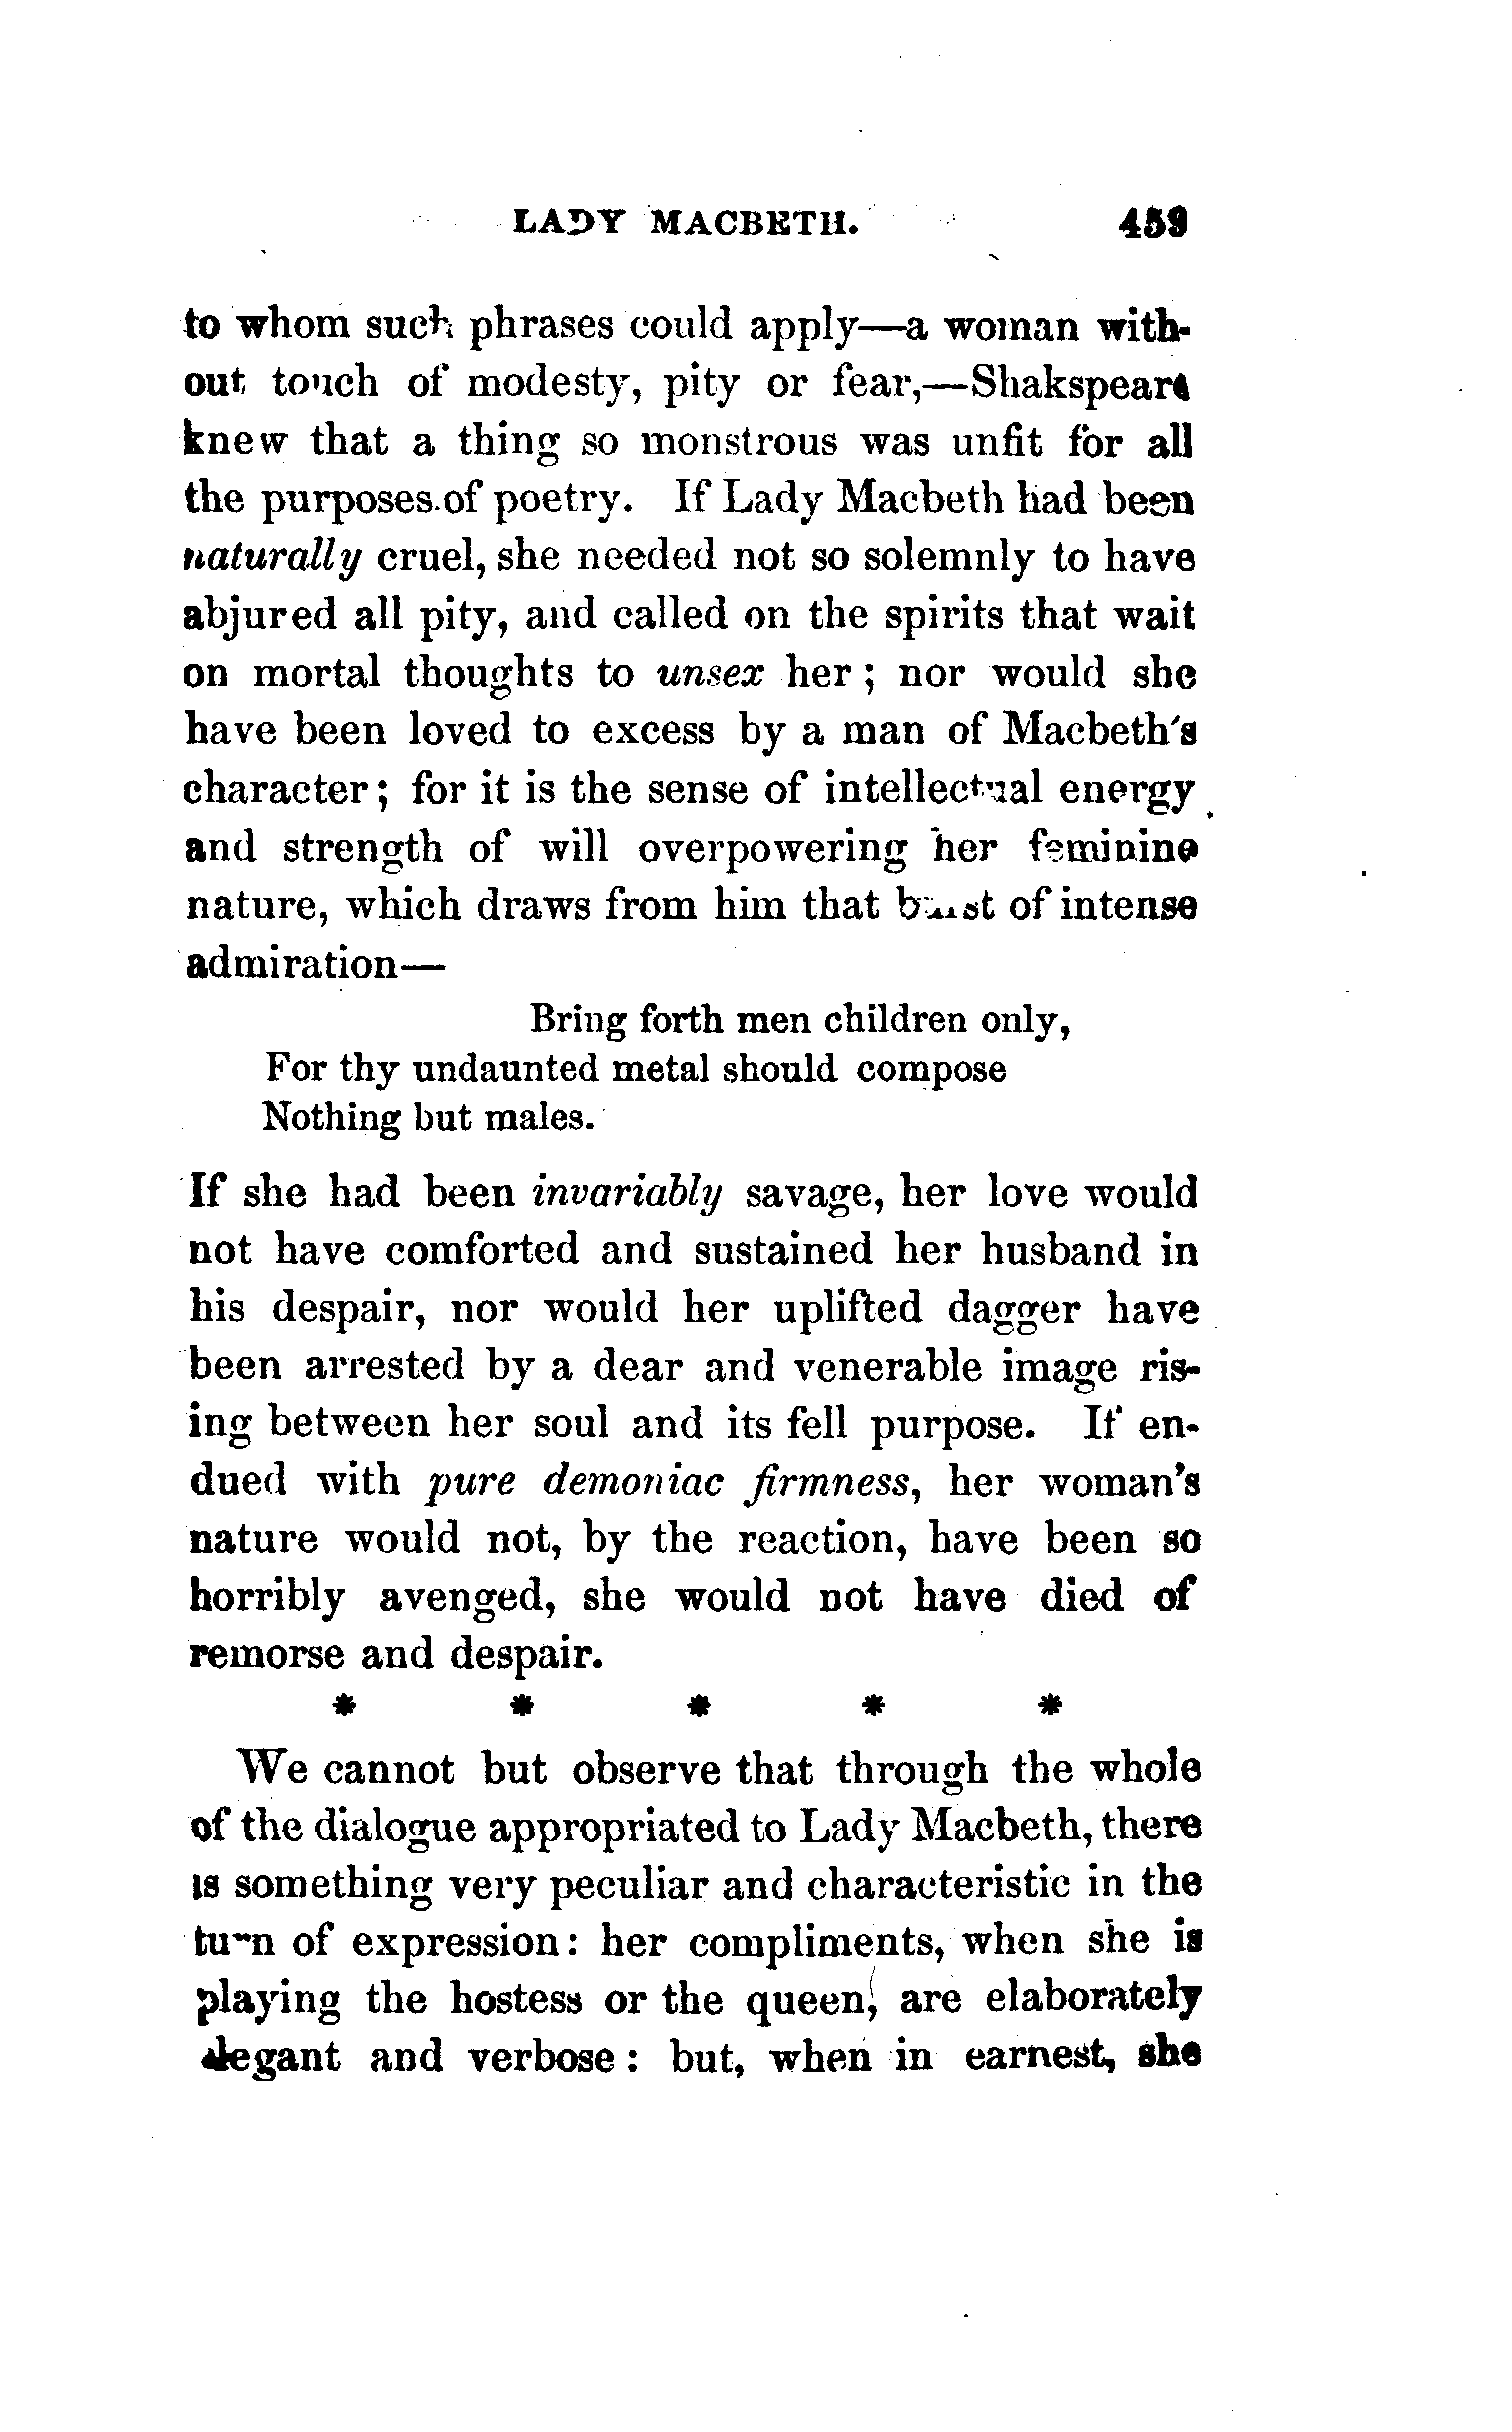 LADY MACBETH. 459
to whom such phrases could apply—a woman with-
out touch of modesty, pity or fear,—Shakspeare
knew that a thing so monstrous was unfit for all
the purposes of poetry. If Lady Macbeth had been
naturally cruel, she needed not so solemnly to have
abjured all pity, and called on the spirits that wait
on mortal thoughts to unsex her; nor would she
have been loved to excess by a man of Macbeth's
character; for it is the sense of intellectual energy
and strength of will overpowering her feminine
nature, which draws from him that burst of intense
admiration—
Bring forth men children only,
For thy undaunted metal should compose
Nothing but males.
If she had been invariably savage, her love would
not have comforted and sustained her husband in
his despair, nor would her uplifted dagger have
been arrested by a dear and venerable image ris-
ing between her soul and its fell purpose. If en-
dued with pure demoniac firmness, her woman's
nature would not, by the reaction, have been so
horribly avenged, she would not have died of
remorse and despair.
* * * * *
We cannot but observe that through the whole
of the dialogue appropriated to Lady Macbeth, there
is something very peculiar and characteristic in the
turn of expression: her compliments, when she is
playing the hostess or the queen, are elaborately
elegant and verbose: but, when in earnest, she